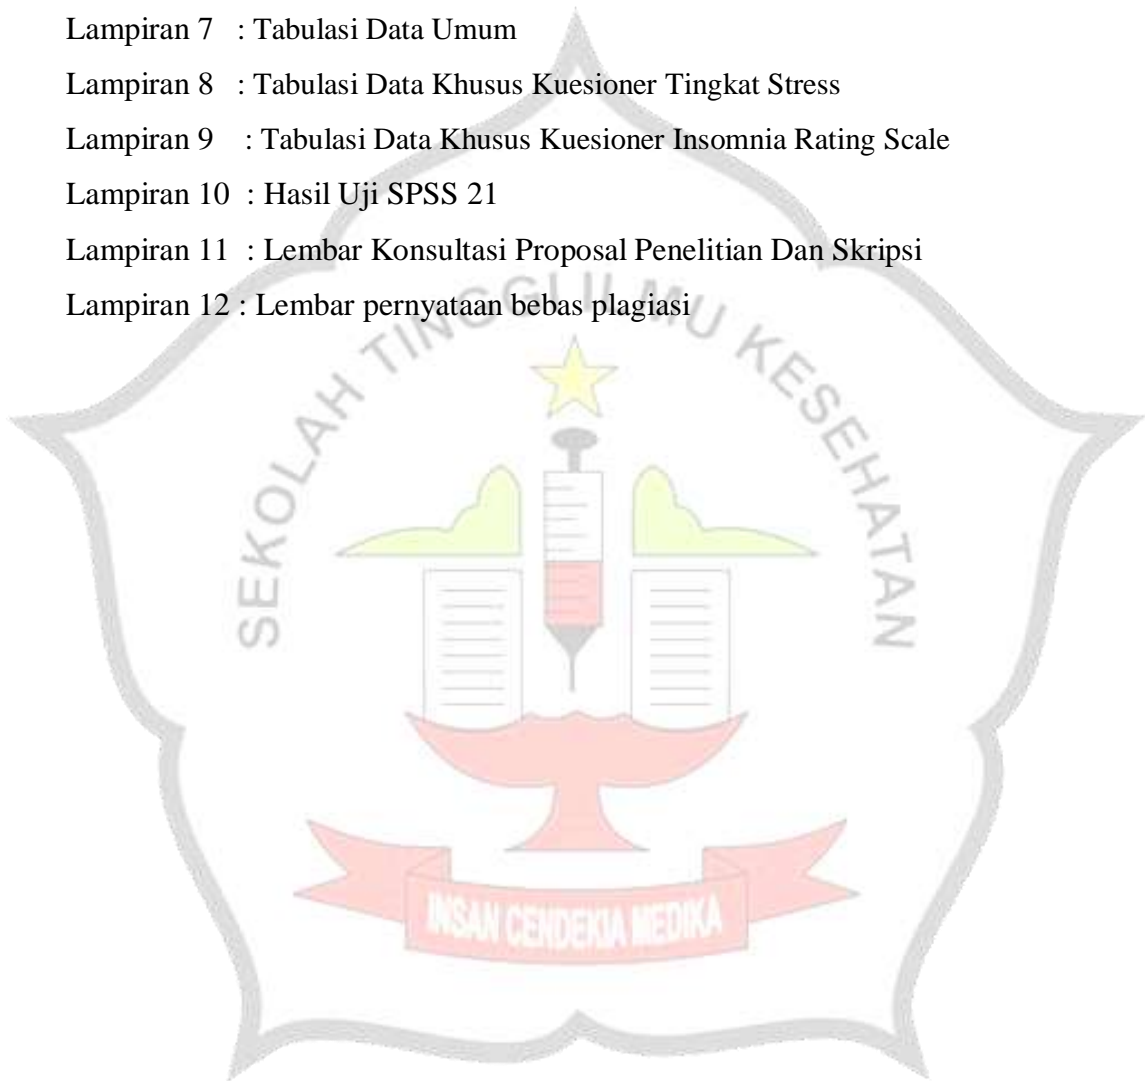 Lampiran 7 : Tabulasi Data Umum
Lampiran 8 : Tabulasi Data Khusus Kuesioner Tingkat Stress
Lampiran 9 : Tabulasi Data Khusus Kuesioner Insomnia Rating Scale
Lampiran 10 : Hasil Uji SPSS 21
Lampiran 11 : Lembar Konsultasi Proposal Penelitian Dan Skripsi
Lampiran 12 : Lembar pernyataan bebas plagiasi
SEKOLAH TINGGI ILMU KESEHATAN
INSAN CENDEKIA MEDIKA